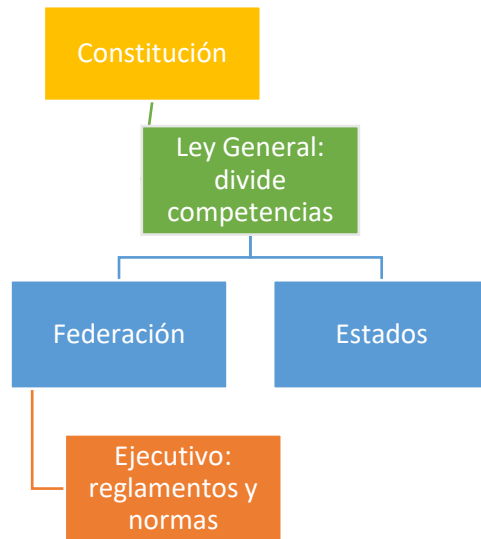 Constitución
Ley General:
divide
competencias
Federación
Estados
Ejecutivo:
reglamentos y
normas